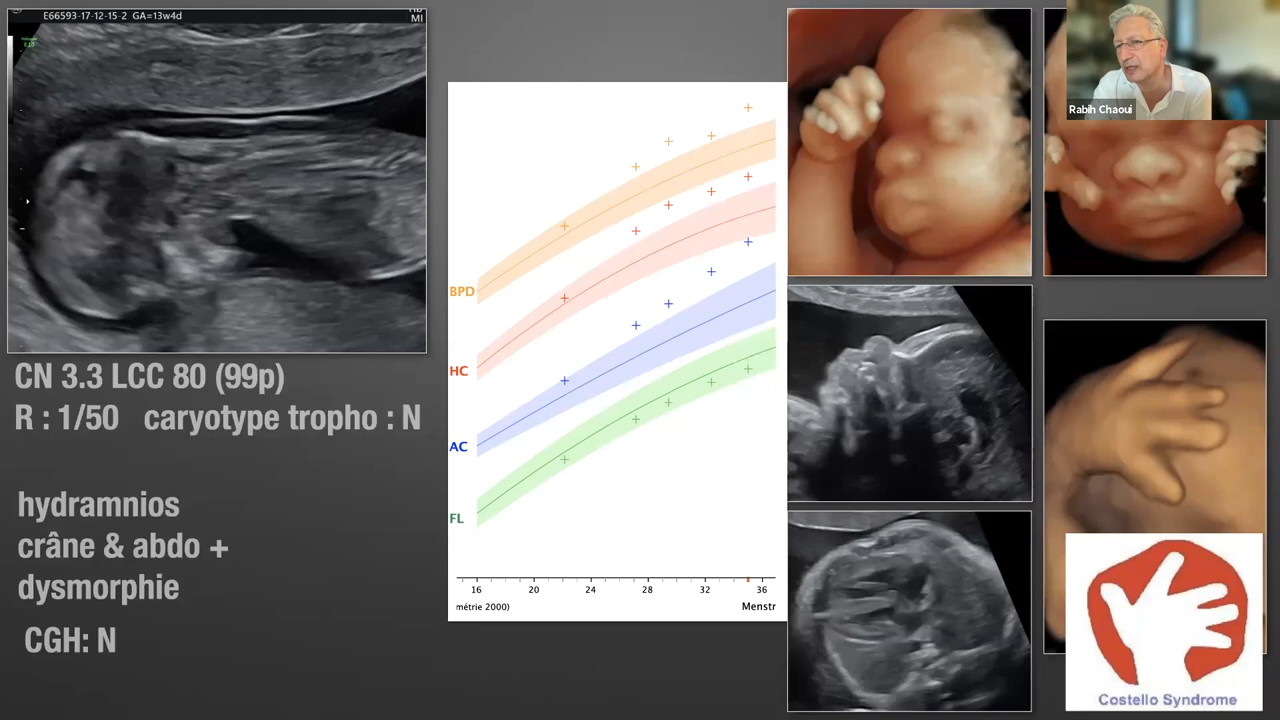 E66593-17-12-15-2 GA=13w4d
MI
CN 3.3 LCC 80 (99p)
R : 1/50 caryotype tropho : N
hydramnios
crâne & abdo +
dysmorphie
CGH: N
BPD
HC
AC
FL
16 20 24 28 32 36
métrie 2000)
Menstr
Rabih Chaoui
Costello Syndrome